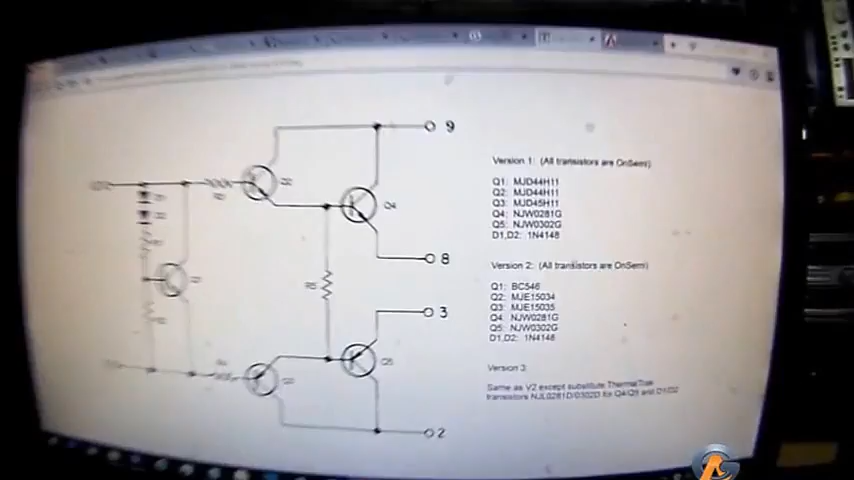 9
Q4
8
R5
3
Q5
2
Version 1: (All transistors are OnSemi)
Q1: MJD44H11
Q2: MJD44H11
Q3: MJD45H11
Q4: NJW0281G
Q5: NJW0302G
D1,D2: 1N4148
Version 2: (All transistors are OnSemi)
Q1: BC546
Q2: MJE15034
Q3: MJE15035
Q4: NJW0281G
Q5: NJW0302G
D1,D2: 1N4148
Version 3:
Same as V2 except substitute ThermalTrak
transistors NJL0281D/0302D for Q4/Q5 and D1/D2